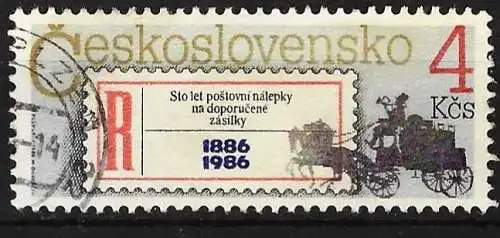 Československo
4
Kčs
R
Sto let poštovní nálepky
na doporučené
zásilky
1886
1986